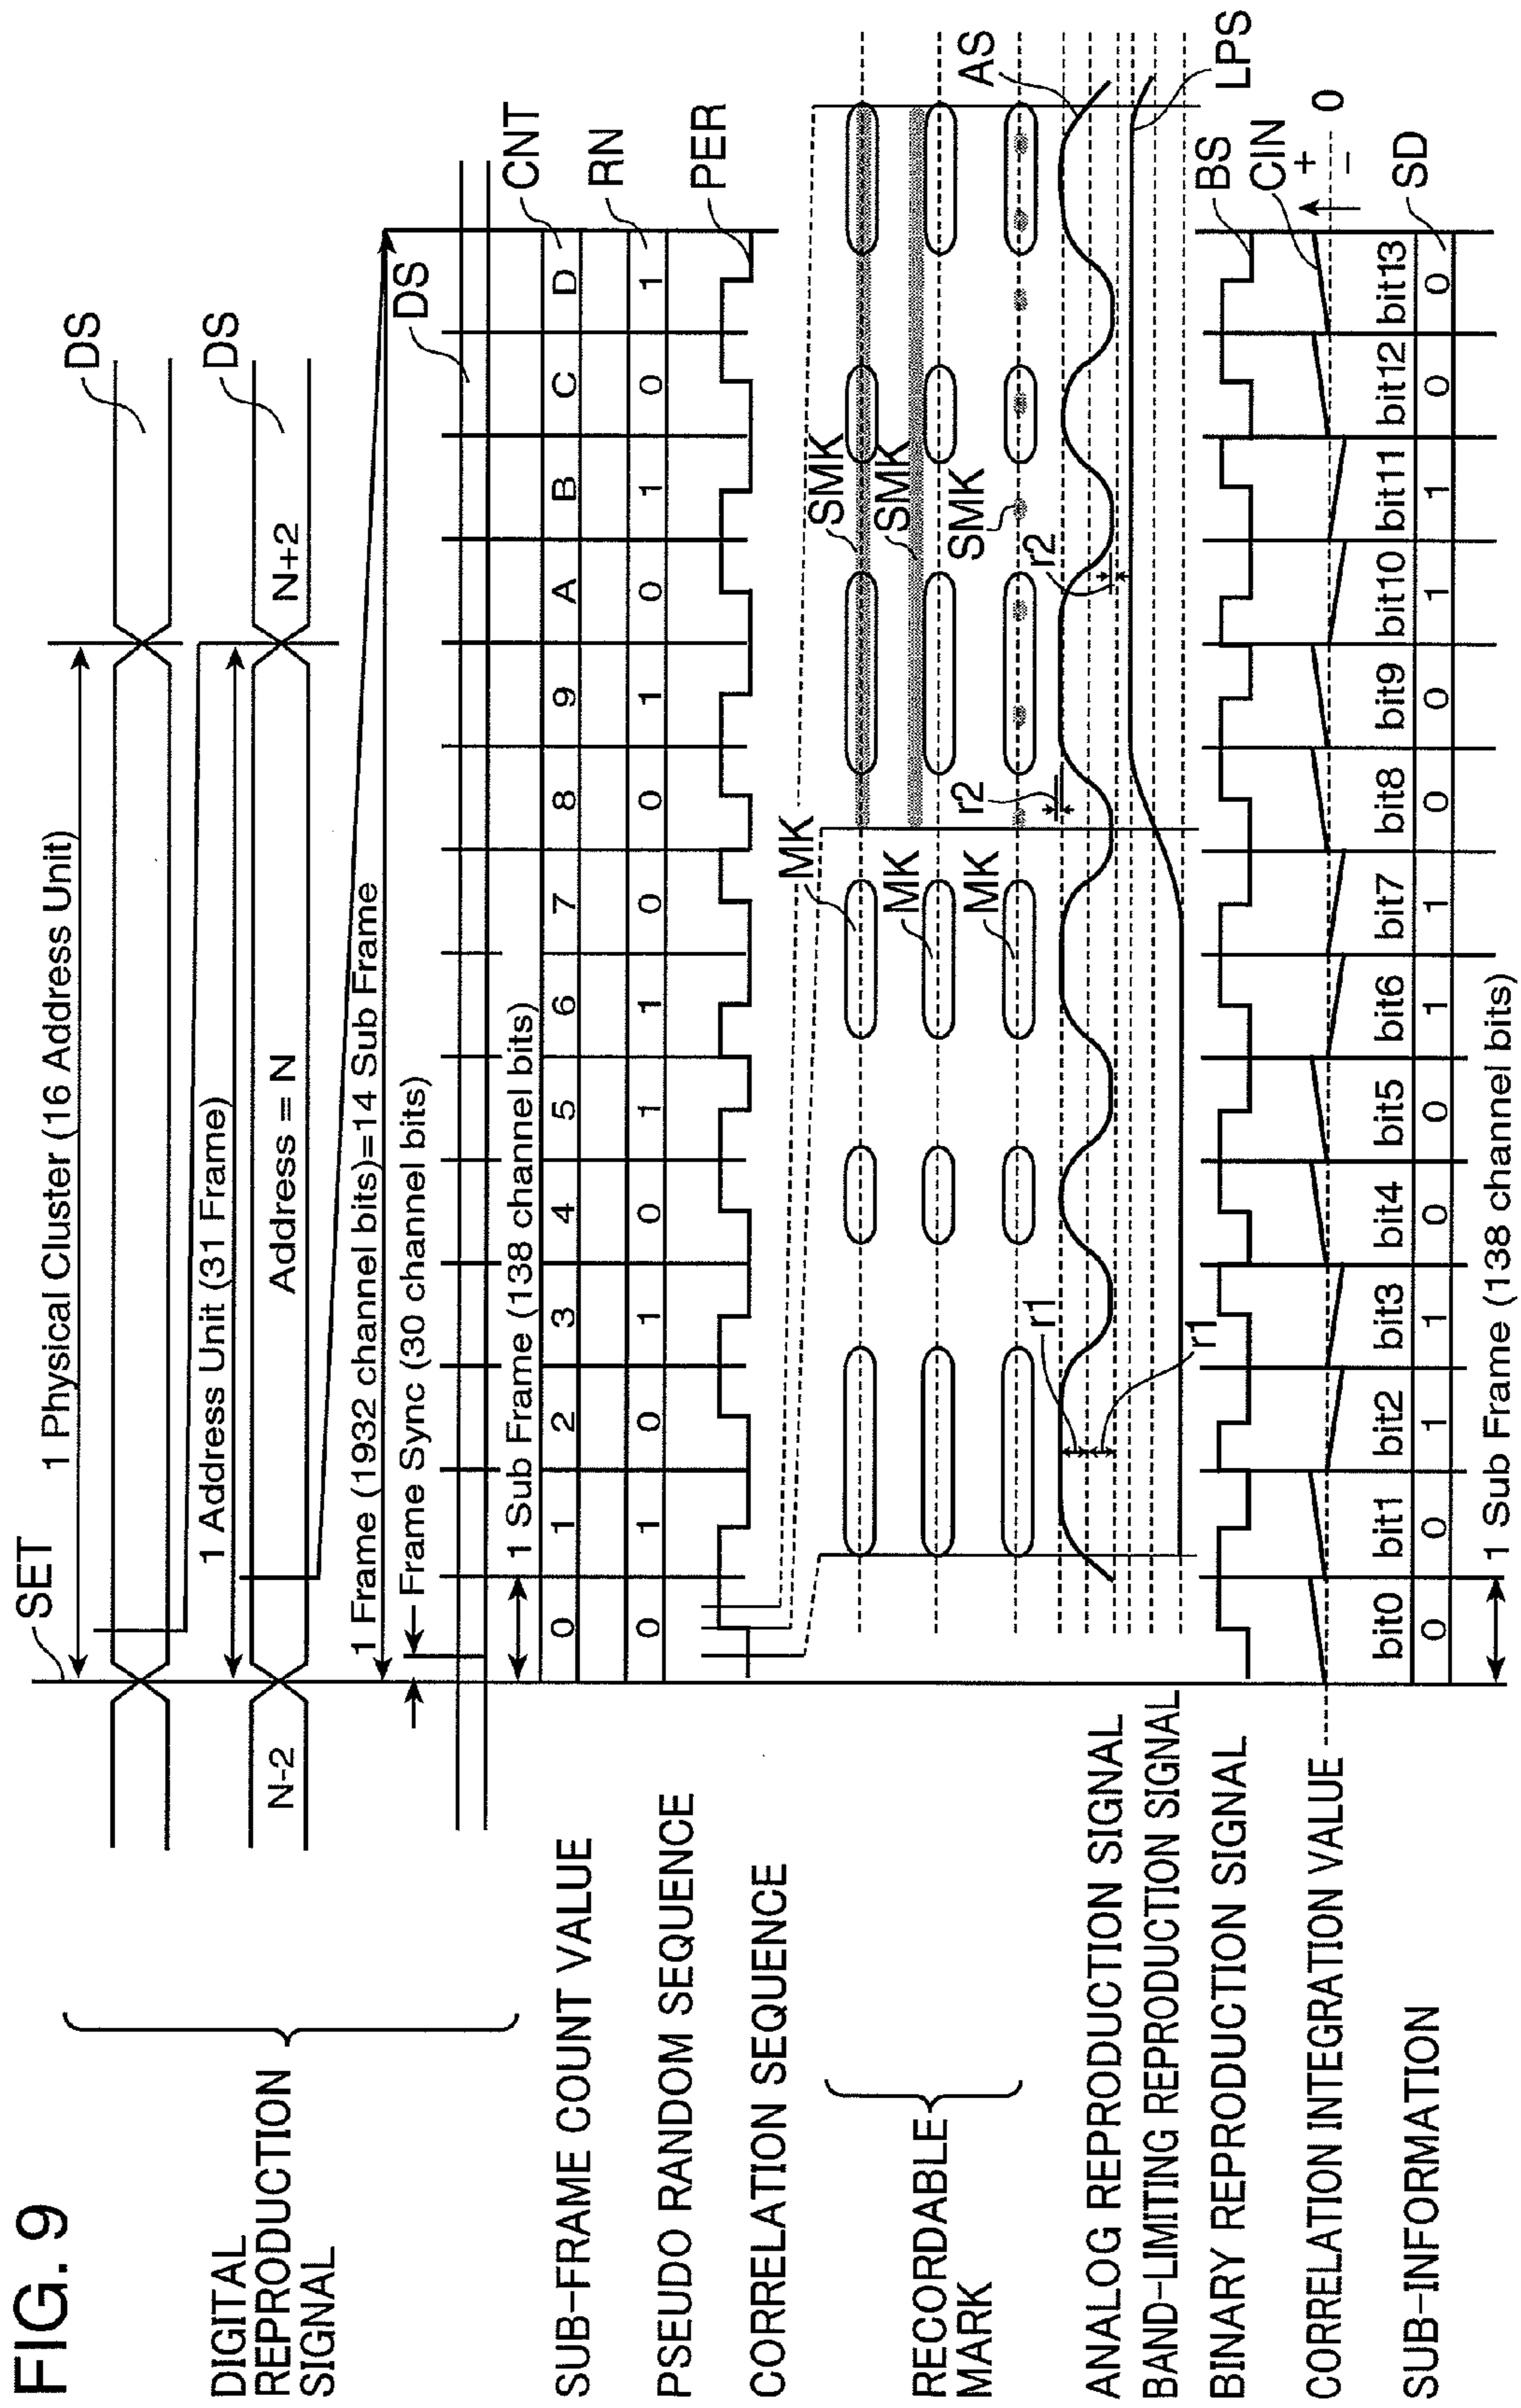 FIG. 9
SET
1 Physical Cluster (16 Address Unit)
DS
DIGITAL
REPRODUCTION
SIGNAL
1 Address Unit (31 Frame)
DS
N-2
Address = N
N+2
1 Frame (1932 channel bits)=14 Sub Frame
Frame Sync (30 channel bits)
DS
1 Sub Frame (138 channel bits)
CNT
SUB-FRAME COUNT VALUE
0 1 2 3 4 5 6 7 8 9 A B C D
RN
PSEUDO RANDOM SEQUENCE
0 1 0 1 0 1 1 0 0 1 0 1 0 1
PER
CORRELATION SEQUENCE
RECORDABLE
MARK
MK
SMK
MK
SMK
MK
SMK
AS
ANALOG REPRODUCTION SIGNAL
r1
r2
r2
BAND-LIMITING REPRODUCTION SIGNAL
r1
LPS
BINARY REPRODUCTION SIGNAL
BS
CORRELATION INTEGRATION VALUE
CIN
+
0
−
bit0 bit1 bit2 bit3 bit4 bit5 bit6 bit7 bit8 bit9 bit10 bit11 bit12 bit13
SD
SUB-INFORMATION
0 0 1 1 0 0 1 1 0 0 1 1 0 0
1 Sub Frame (138 channel bits)